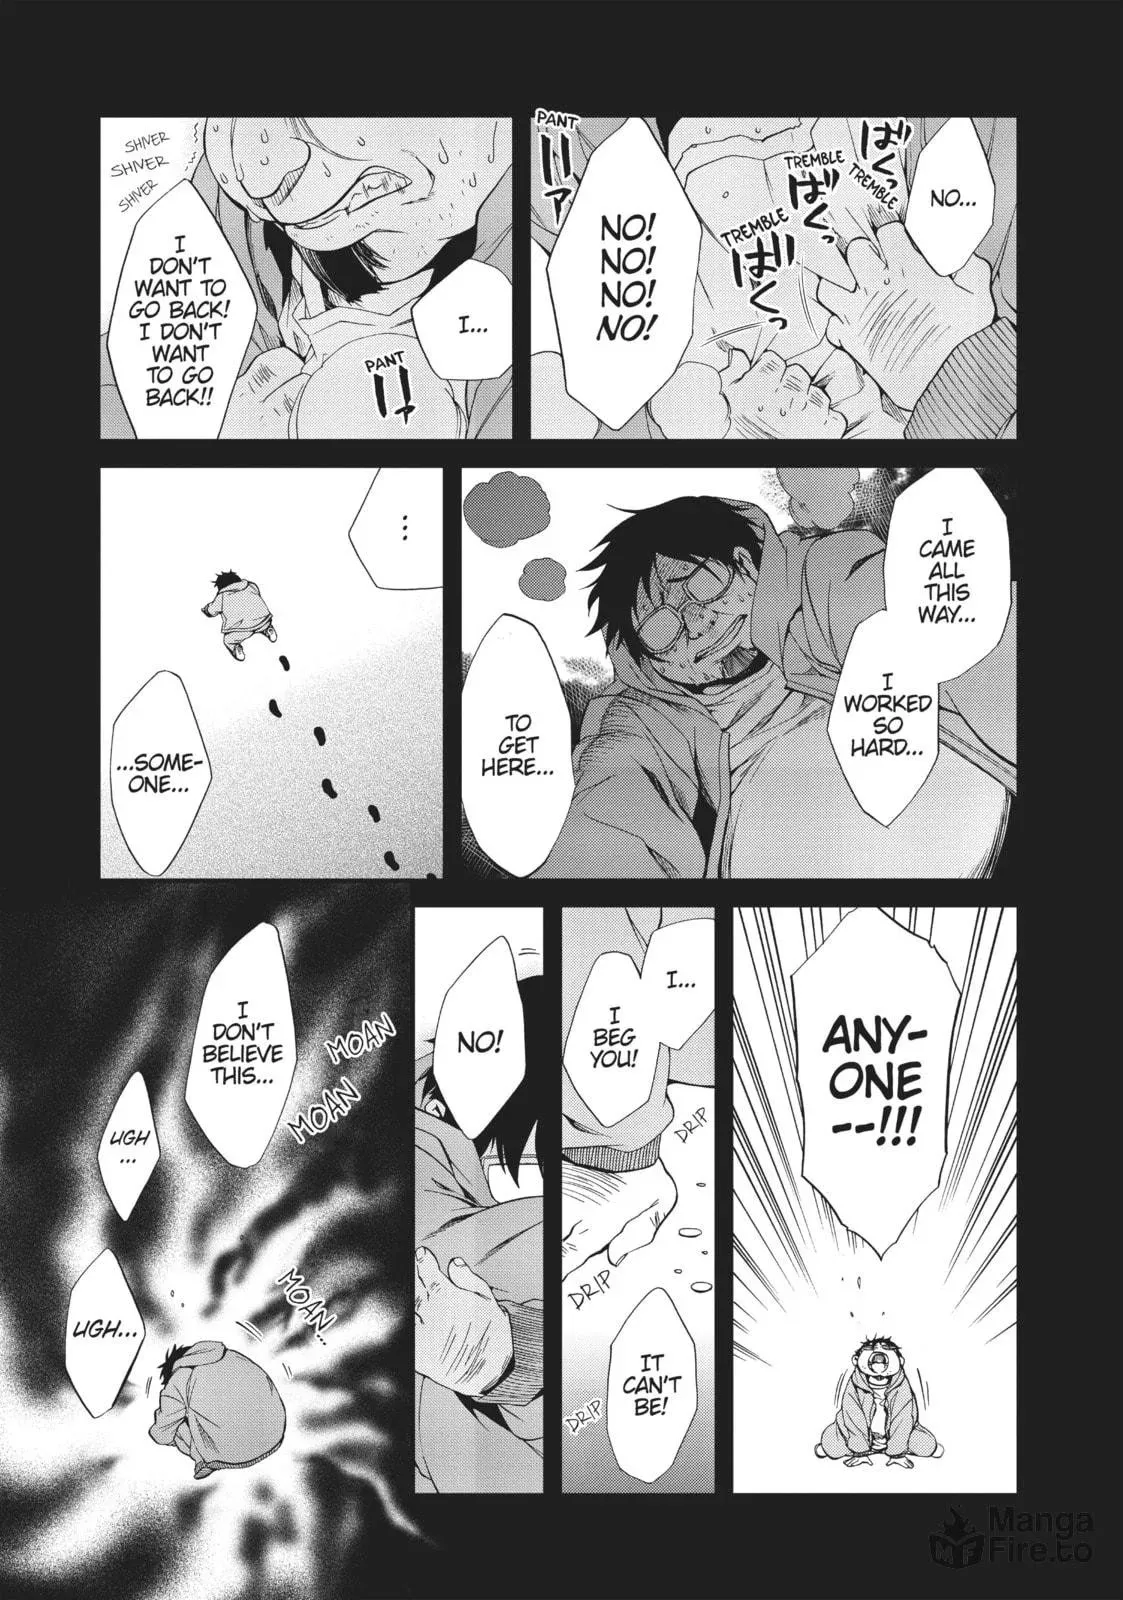 NO...
ばくっ
TREMBLE
TREMBLE
ばくっ
TREMBLE
ばくっ
TREMBLE
NO!
NO!
NO!
NO!
PANT
ハァ
I...
PANT
ハァ
SHIVER
SHIVER
SHIVER
I
DON'T
WANT TO
GO BACK!
I DON'T
WANT
TO GO
BACK!!
I
CAME
ALL
THIS
WAY...
I
WORKED
SO
HARD...
TO
GET
HERE...
...
...SOME-
ONE...
ANY-
ONE
--!!!
I...
I
BEG
YOU!
DRIP
DRIP
DRIP
IT
CAN'T
BE!
NO!
I
DON'T
BELIEVE
THIS...
MOAN
MOAN
MOAN...
UGH
...
UGH...
Manga
Fire.to
MF